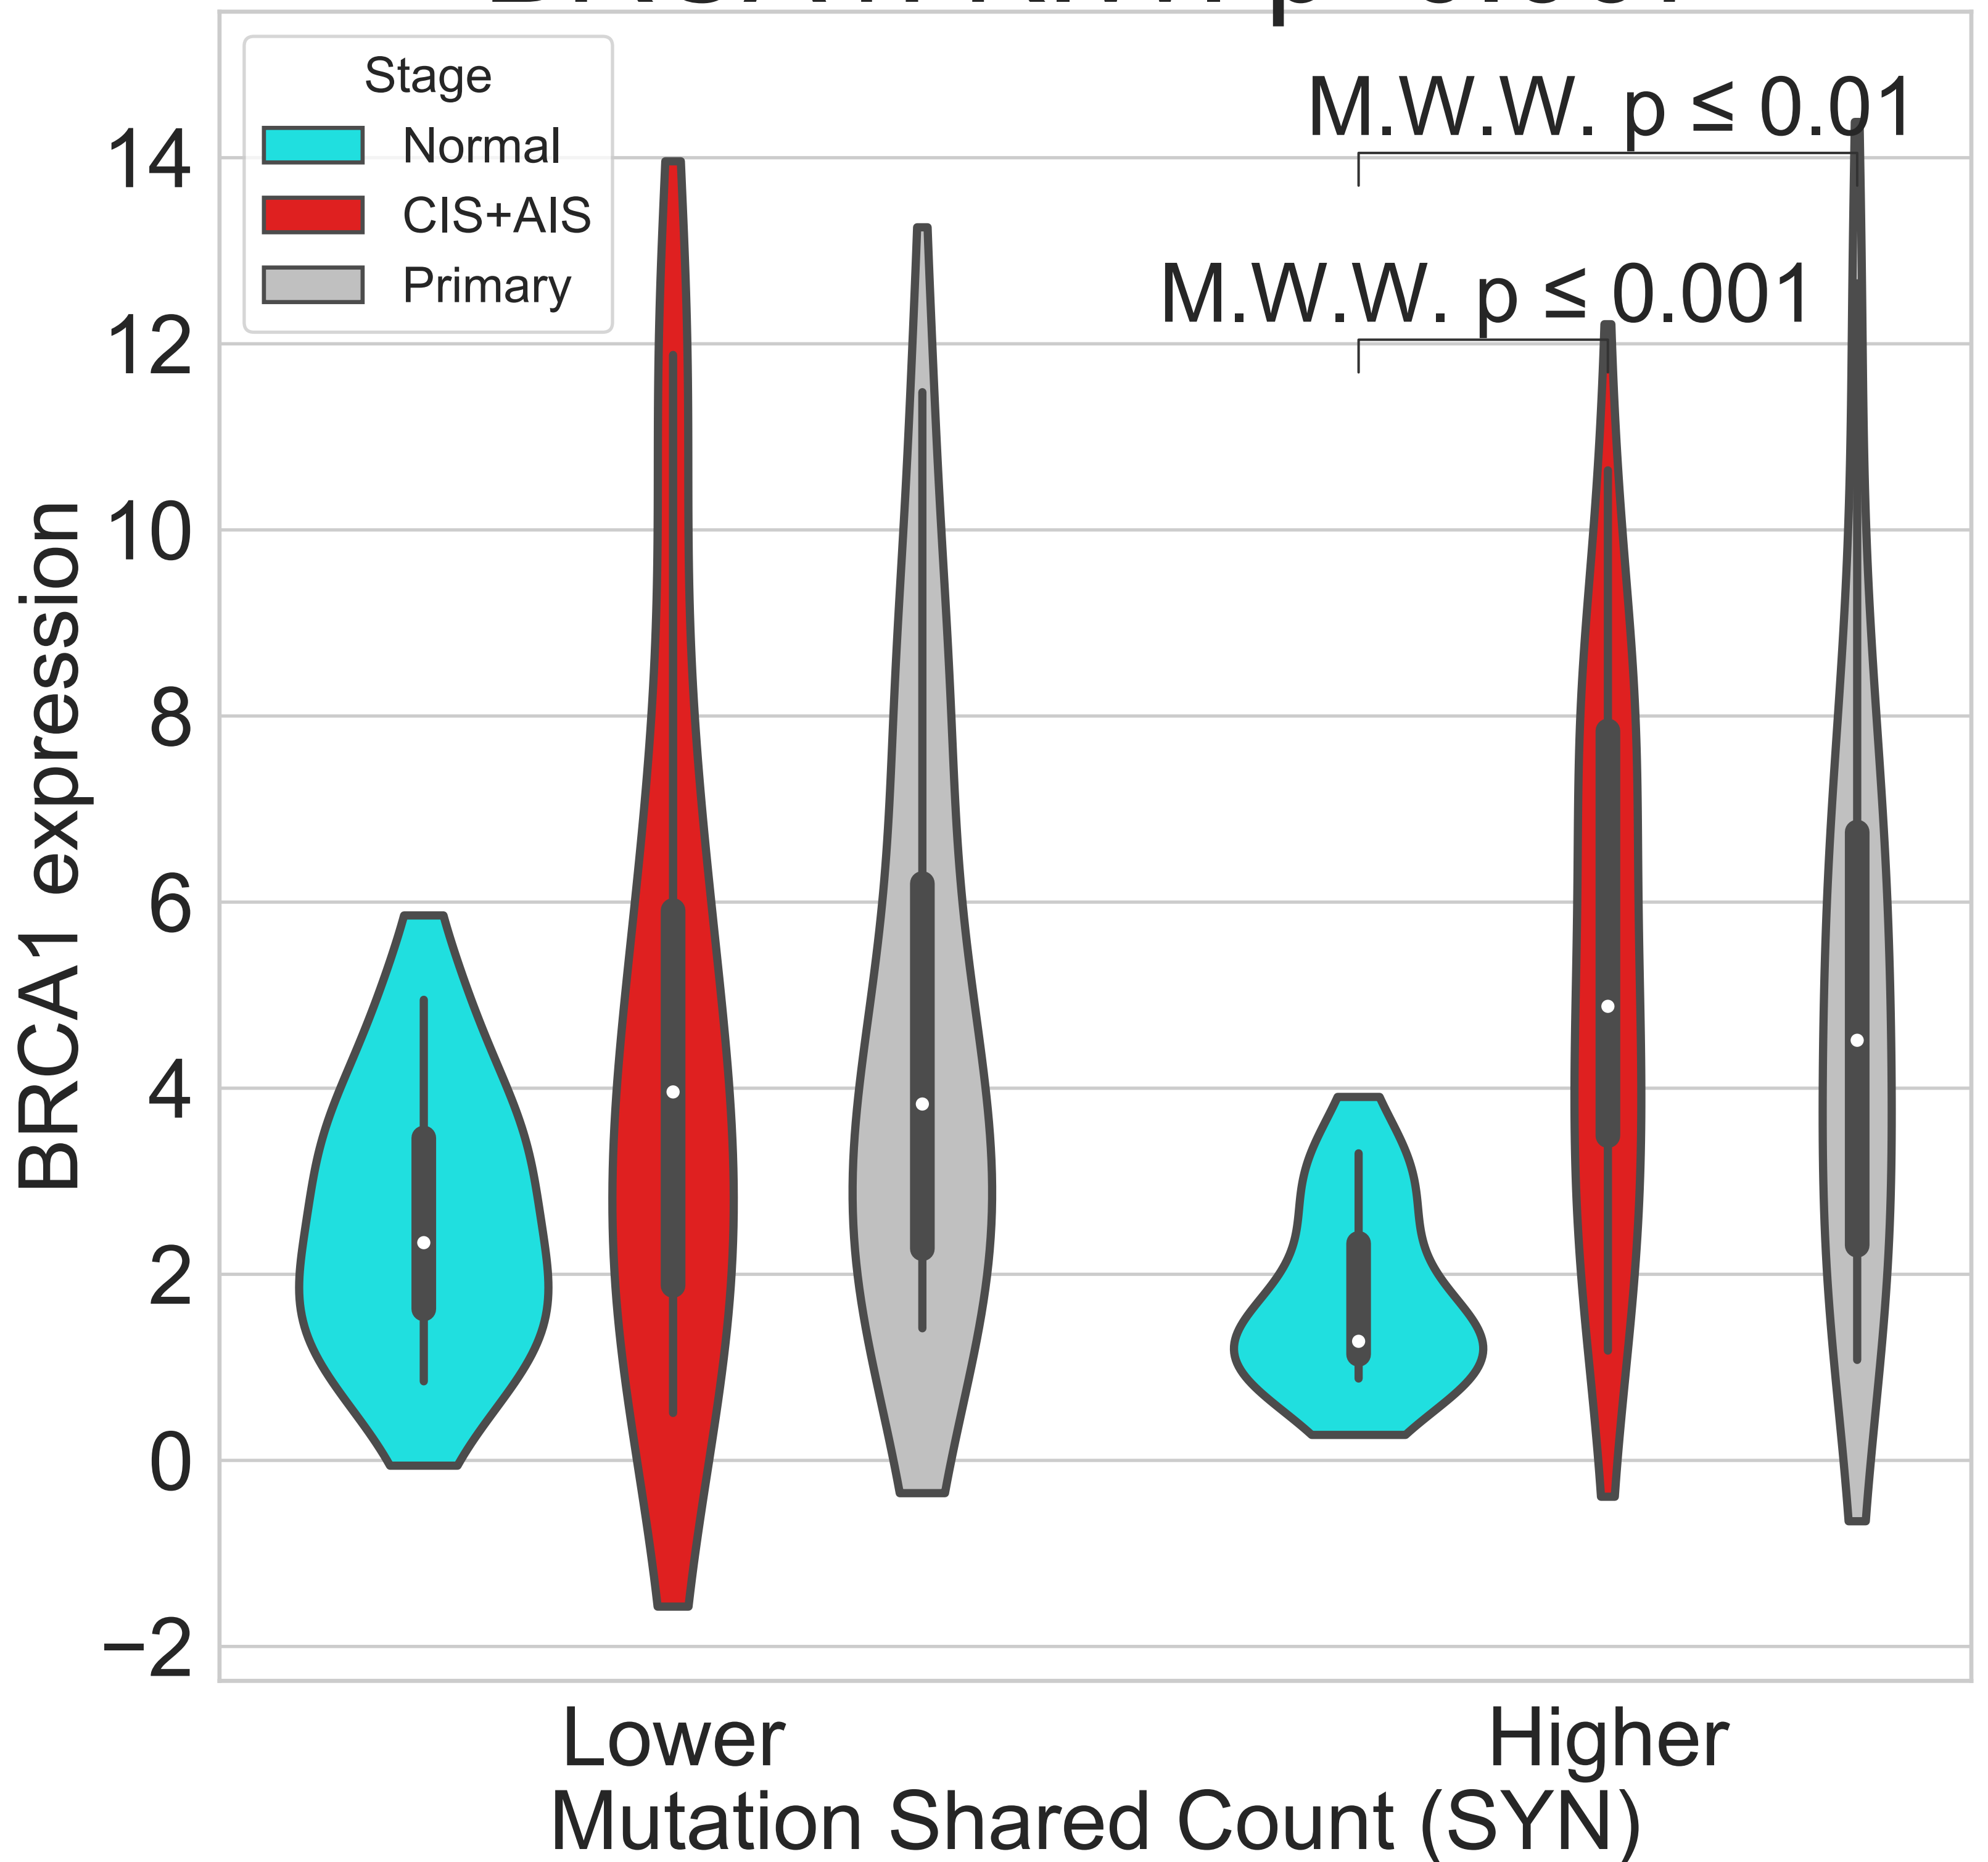 Stage
Normal
CIS+AIS
Primary
M.W.W. p ≤ 0.01
M.W.W. p ≤ 0.001
14
12
10
8
6
4
2
0
−2
BRCA1 expression
Lower
Higher
Mutation Shared Count (SYN)